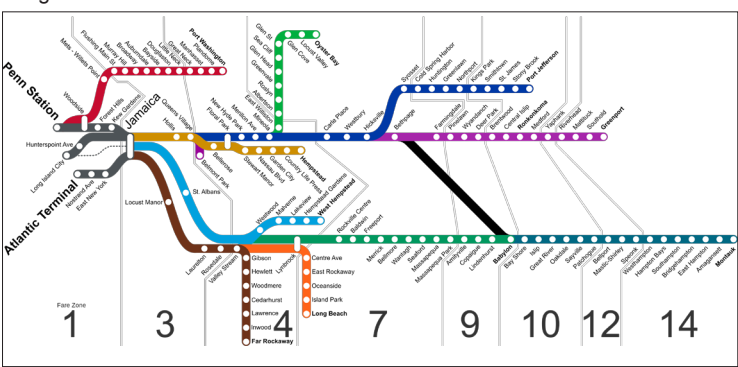 Penn Station
Woodside
Forest Hills
Kew Gardens
Jamaica
Hunterspoint Ave
Long Island City
Atlantic Terminal
Nostrand Ave
East New York
Mets - Willets Point
Flushing Main St
Murray Hill
Broadway
Auburndale
Bayside
Douglaston
Little Neck
Great Neck
Manhasset
Plandome
Port Washington
Hollis
Queens Village
Floral Park
New Hyde Park
Merillon Ave
Mineola
East Williston
Albertson
Roslyn
Greenvale
Glen Head
Sea Cliff
Glen St
Glen Cove
Locust Valley
Oyster Bay
Carle Place
Westbury
Hicksville
Syosset
Cold Spring Harbor
Huntington
Greenlawn
Northport
Kings Park
Smithtown
St. James
Stony Brook
Port Jefferson
Bethpage
Farmingdale
Pinelawn
Wyandanch
Deer Park
Brentwood
Central Islip
Ronkonkoma
Medford
Yaphank
Riverhead
Mattituck
Southold
Greenport
Belmont Park
Bellerose
Stewart Manor
Nassau Blvd
Garden City
Country Life Press
Hempstead
St. Albans
Locust Manor
Westwood
Malverne
Lakeview
Hempstead Gardens
West Hempstead
Laurelton
Rosedale
Valley Stream
Gibson
Hewlett
Woodmere
Cedarhurst
Lawrence
Inwood
Far Rockaway
Lynbrook
Centre Ave
East Rockaway
Oceanside
Island Park
Long Beach
Rockville Centre
Baldwin
Freeport
Merrick
Bellmore
Wantagh
Seaford
Massapequa
Massapequa Park
Amityville
Copiague
Lindenhurst
Babylon
Bay Shore
Islip
Great River
Oakdale
Sayville
Patchogue
Bellport
Mastic-Shirley
Speonk
Westhampton
Hampton Bays
Southampton
Bridgehampton
East Hampton
Amagansett
Montauk
Fare Zone
1
3
4
7
9
10
12
14